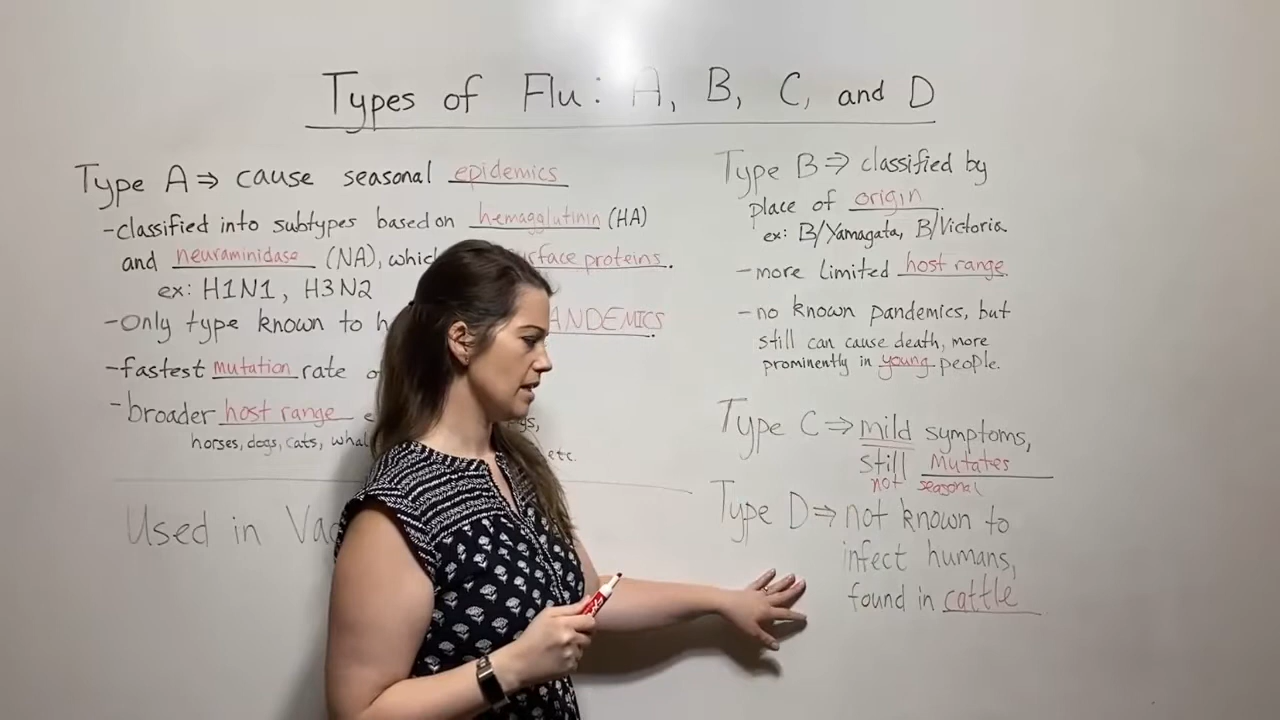 Types of Flu: A, B, C, and D
Type A ⇒ cause seasonal epidemics
-classified into subtypes based on hemagglutinin (HA)
and neuraminidase (NA), surface proteins.
ex: H1N1, H3N2
-Only type known to
-fastest mutation rate
-broader host range
horses, dogs, cats,
etc.
Used in
Type B ⇒ classified by
place of origin.
ex: B/Yamagata, B/Victoria
-more limited host range
-no known pandemics, but
still can cause death, more
prominently in young people.
Type C ⇒ mild symptoms,
still Mutates
not seasonal
Type D ⇒ not known to
infect humans,
found in cattle